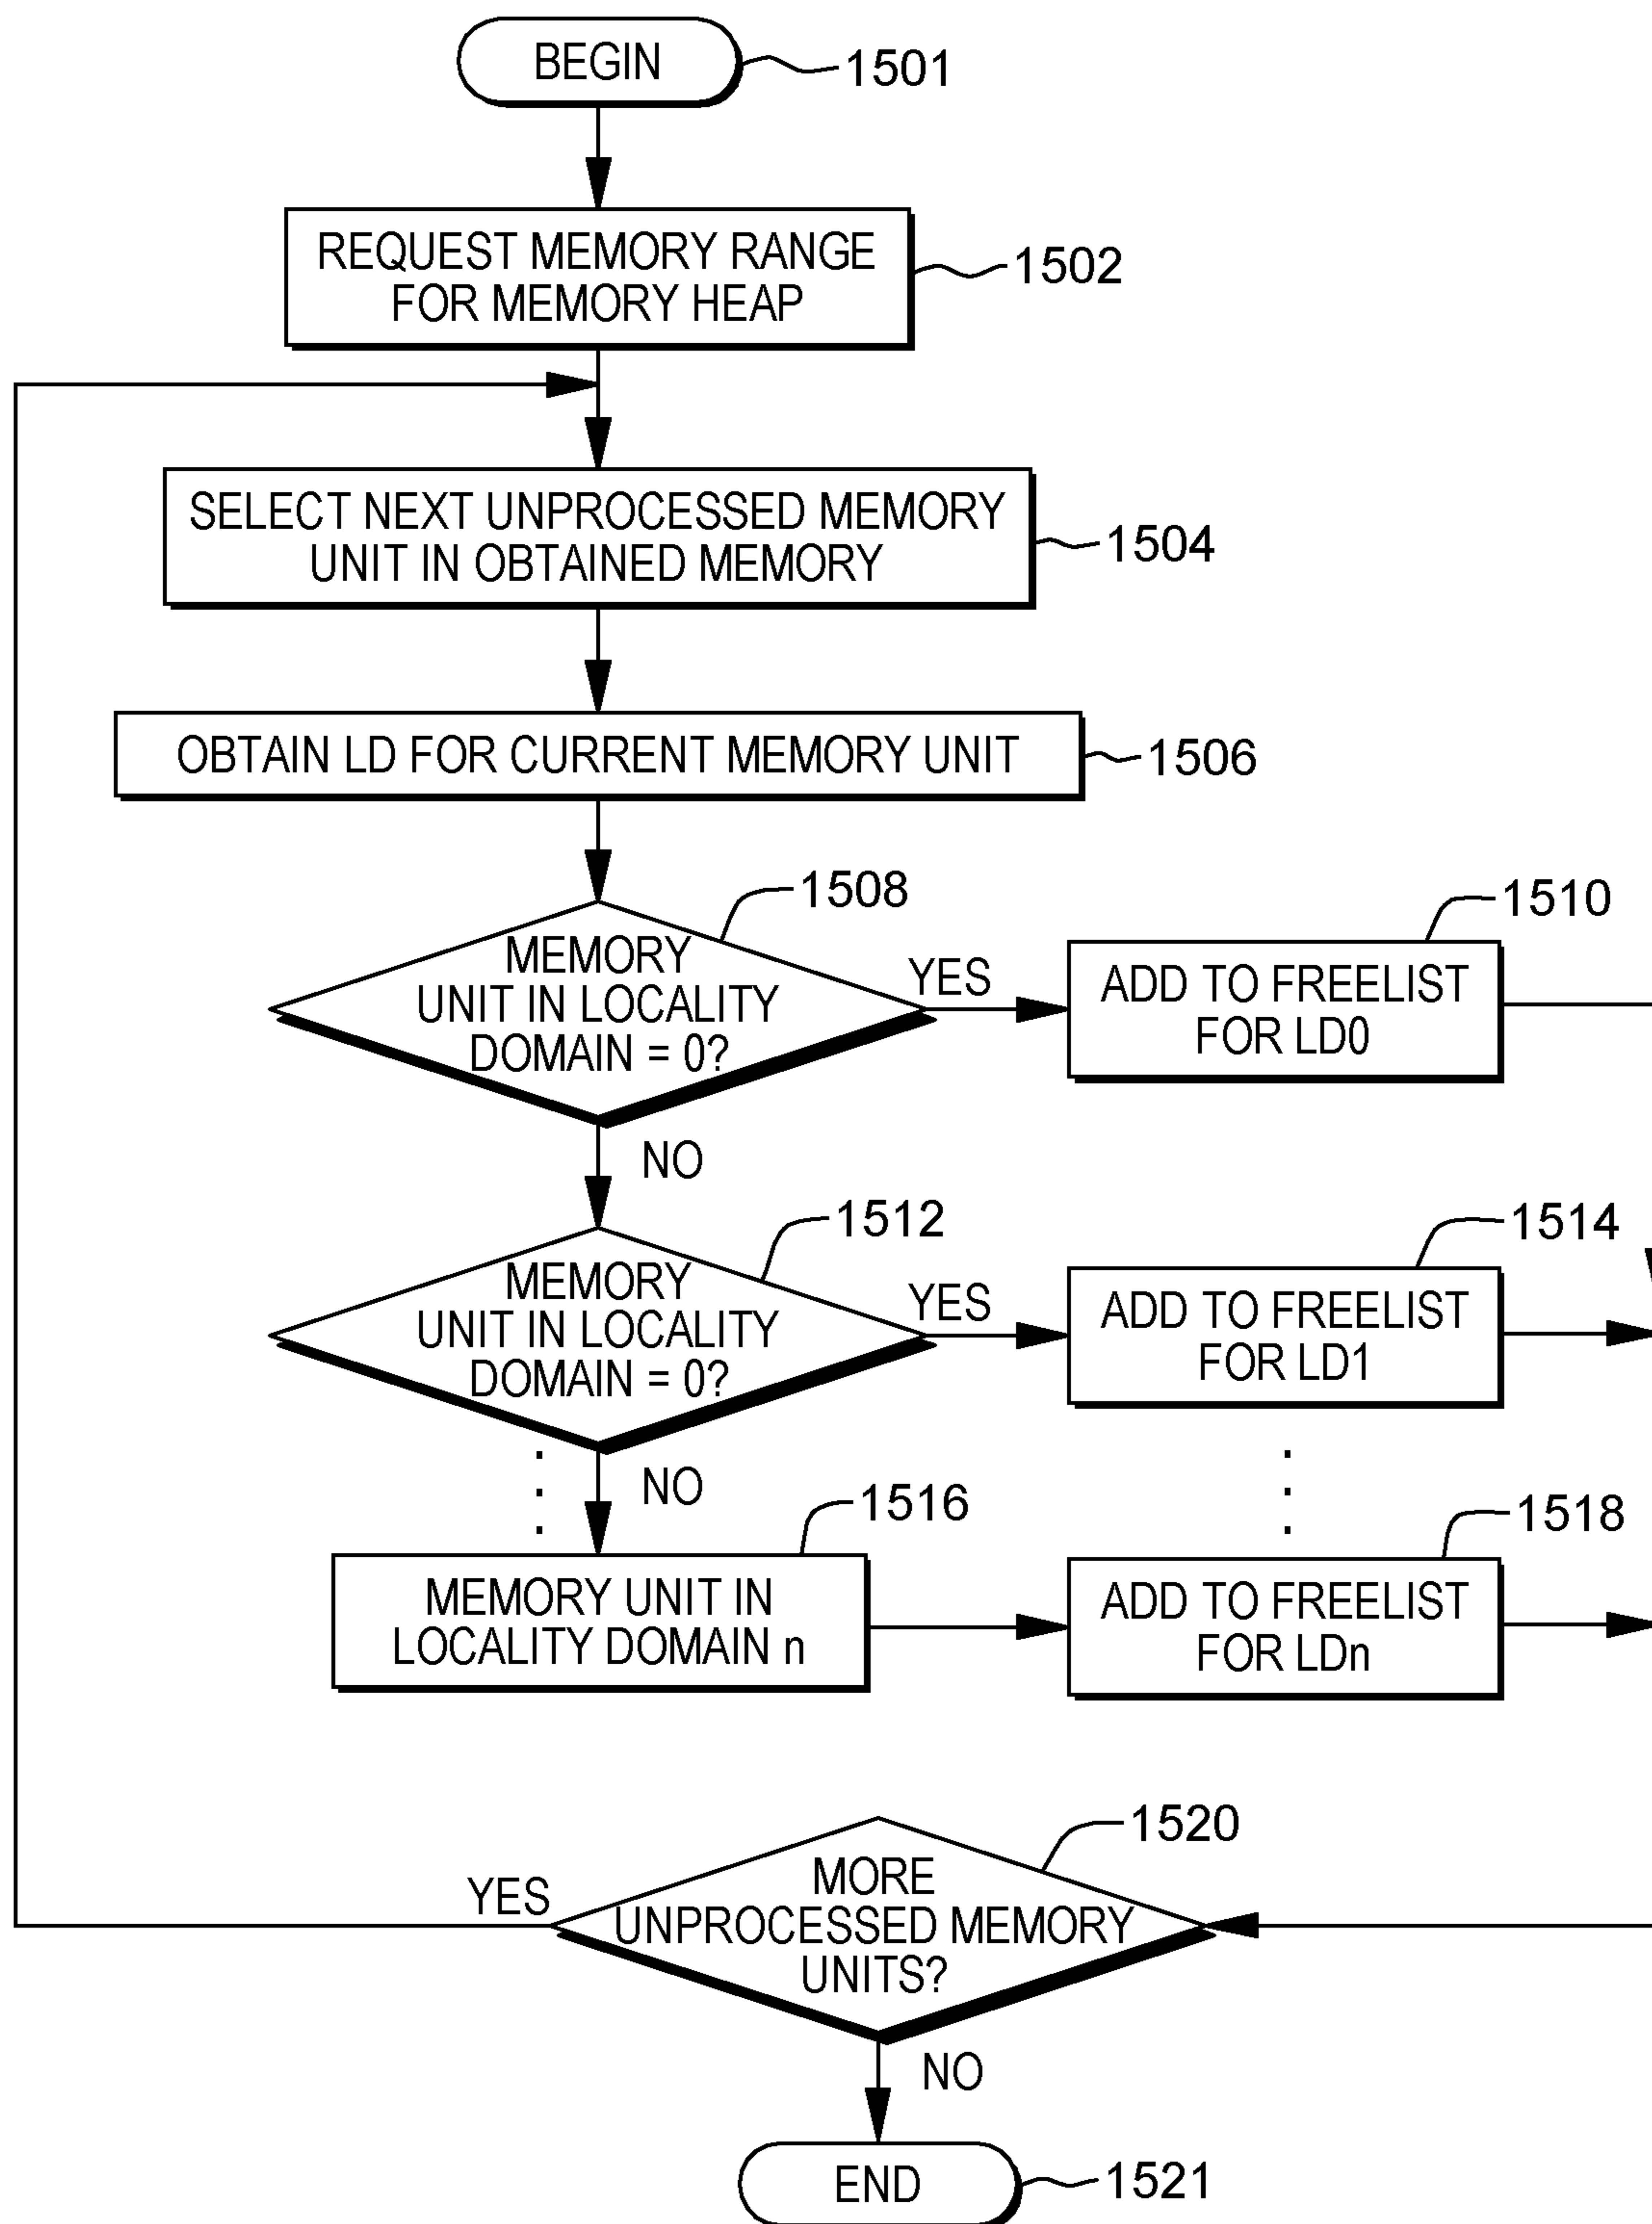 BEGIN
1501
REQUEST MEMORY RANGE
FOR MEMORY HEAP
1502
SELECT NEXT UNPROCESSED MEMORY
UNIT IN OBTAINED MEMORY
1504
OBTAIN LD FOR CURRENT MEMORY UNIT
1506
MEMORY
UNIT IN LOCALITY
DOMAIN = 0?
1508
YES
ADD TO FREELIST
FOR LD0
1510
NO
MEMORY
UNIT IN LOCALITY
DOMAIN = 0?
1512
YES
ADD TO FREELIST
FOR LD1
1514
NO
MEMORY UNIT IN
LOCALITY DOMAIN n
1516
ADD TO FREELIST
FOR LDn
1518
MORE
UNPROCESSED MEMORY
UNITS?
1520
YES
NO
END
1521